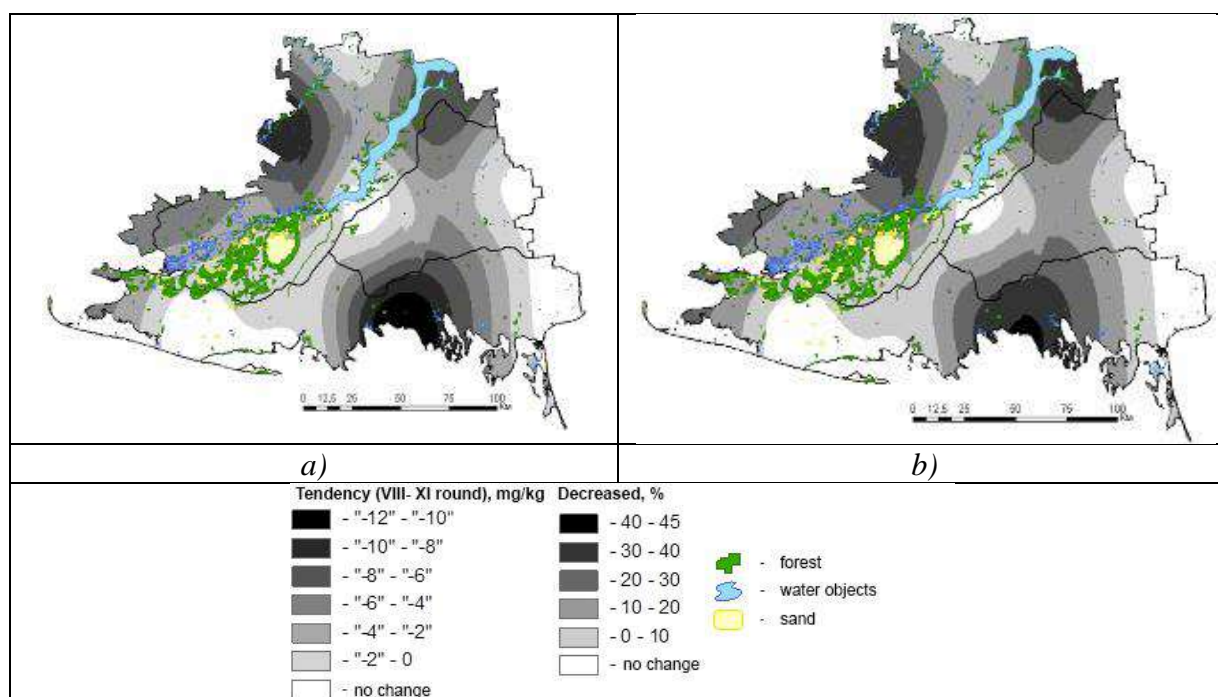 0 12,5 25 50 75 100
Км
0 12,5 25 50 75 100
Км
a)
b)
Tendency (VIII- XI round), mg/kg
- "-12" - "-10"
- "-10" - "-8"
- "-8" - "-6"
- "-6" - "-4"
- "-4" - "-2"
- "-2" - 0
- no change
Decreased, %
- 40 - 45
- 30 - 40
- 20 - 30
- 10 - 20
- 0 - 10
- no change
- forest
- water objects
- sand